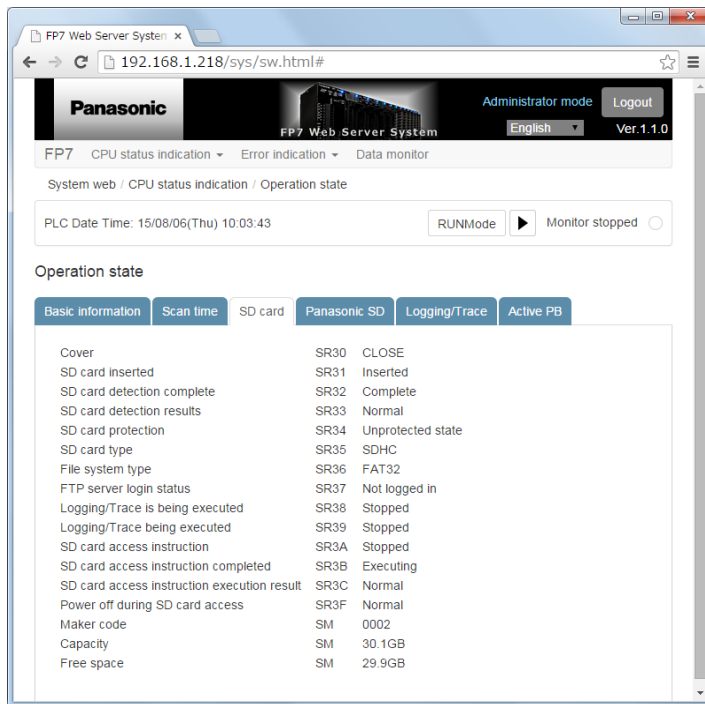 FP7 Web Server System ×
192.168.1.218/sys/sw.html#
Panasonic
FP7 Web Server System
Administrator mode Logout
English Ver.1.1.0
FP7 CPU status indication Error indication Data monitor
System web / CPU status indication / Operation state
PLC Date Time: 15/08/06(Thu) 10:03:43 RUNMode Monitor stopped
Operation state
Basic information Scan time SD card Panasonic SD Logging/Trace Active PB
Cover SR30 CLOSE
SD card inserted SR31 Inserted
SD card detection complete SR32 Complete
SD card detection results SR33 Normal
SD card protection SR34 Unprotected state
SD card type SR35 SDHC
File system type SR36 FAT32
FTP server login status SR37 Not logged in
Logging/Trace is being executed SR38 Stopped
Logging/Trace being executed SR39 Stopped
SD card access instruction SR3A Stopped
SD card access instruction completed SR3B Executing
SD card access instruction execution result SR3C Normal
Power off during SD card access SR3F Normal
Maker code SM 0002
Capacity SM 30.1GB
Free space SM 29.9GB